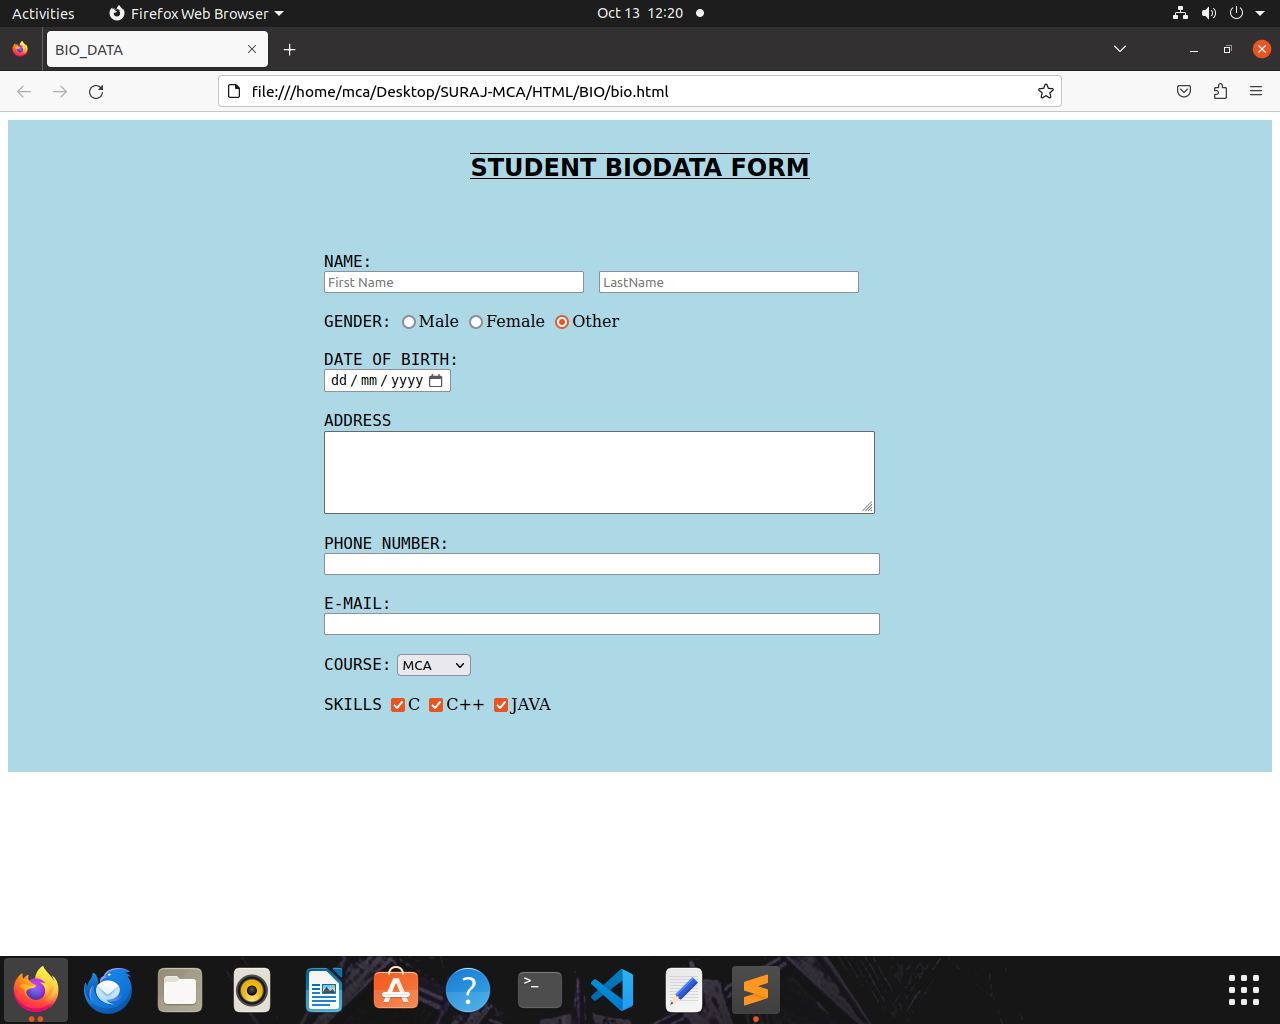 Activities Firefox Web Browser Oct 13 12:20
BIO_DATA
file:///home/mca/Desktop/SURAJ-MCA/HTML/BIO/bio.html
STUDENT BIODATA FORM
NAME:
First Name LastName
GENDER: Male Female Other
DATE OF BIRTH:
dd / mm / yyyy
ADDRESS
PHONE NUMBER:
E-MAIL:
COURSE: MCA
SKILLS C C++ JAVA